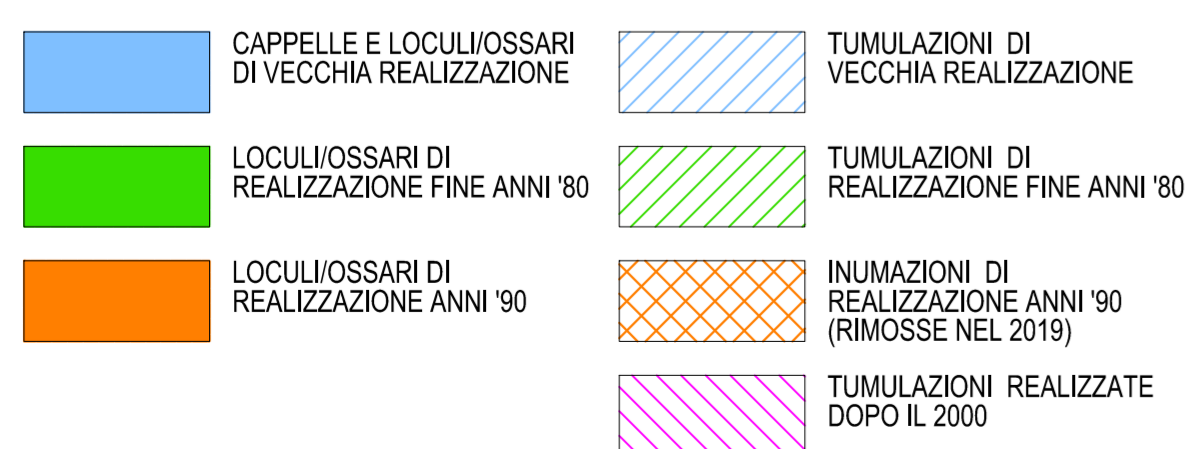 CAPPELLE E LOCULI/OSSARI
DI VECCHIA REALIZZAZIONE
LOCULI/OSSARI DI
REALIZZAZIONE FINE ANNI '80
LOCULI/OSSARI DI
REALIZZAZIONE ANNI '90
TUMULAZIONI DI
VECCHIA REALIZZAZIONE
TUMULAZIONI DI
REALIZZAZIONE FINE ANNI '80
INUMAZIONI DI
REALIZZAZIONE ANNI '90
(RIMOSSE NEL 2019)
TUMULAZIONI REALIZZATE
DOPO IL 2000